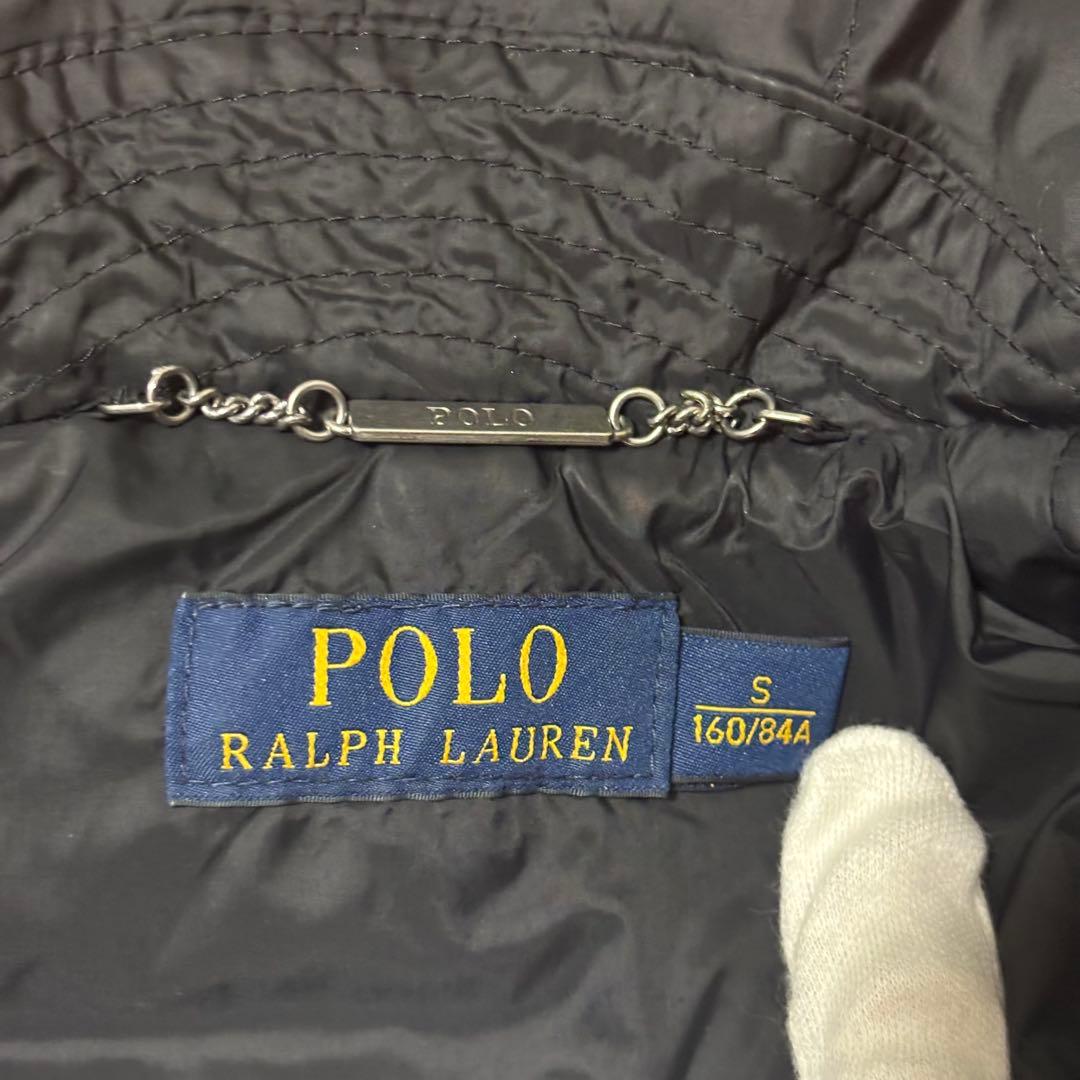 POLO
POLO
RALPH LAUREN
S
160/84A